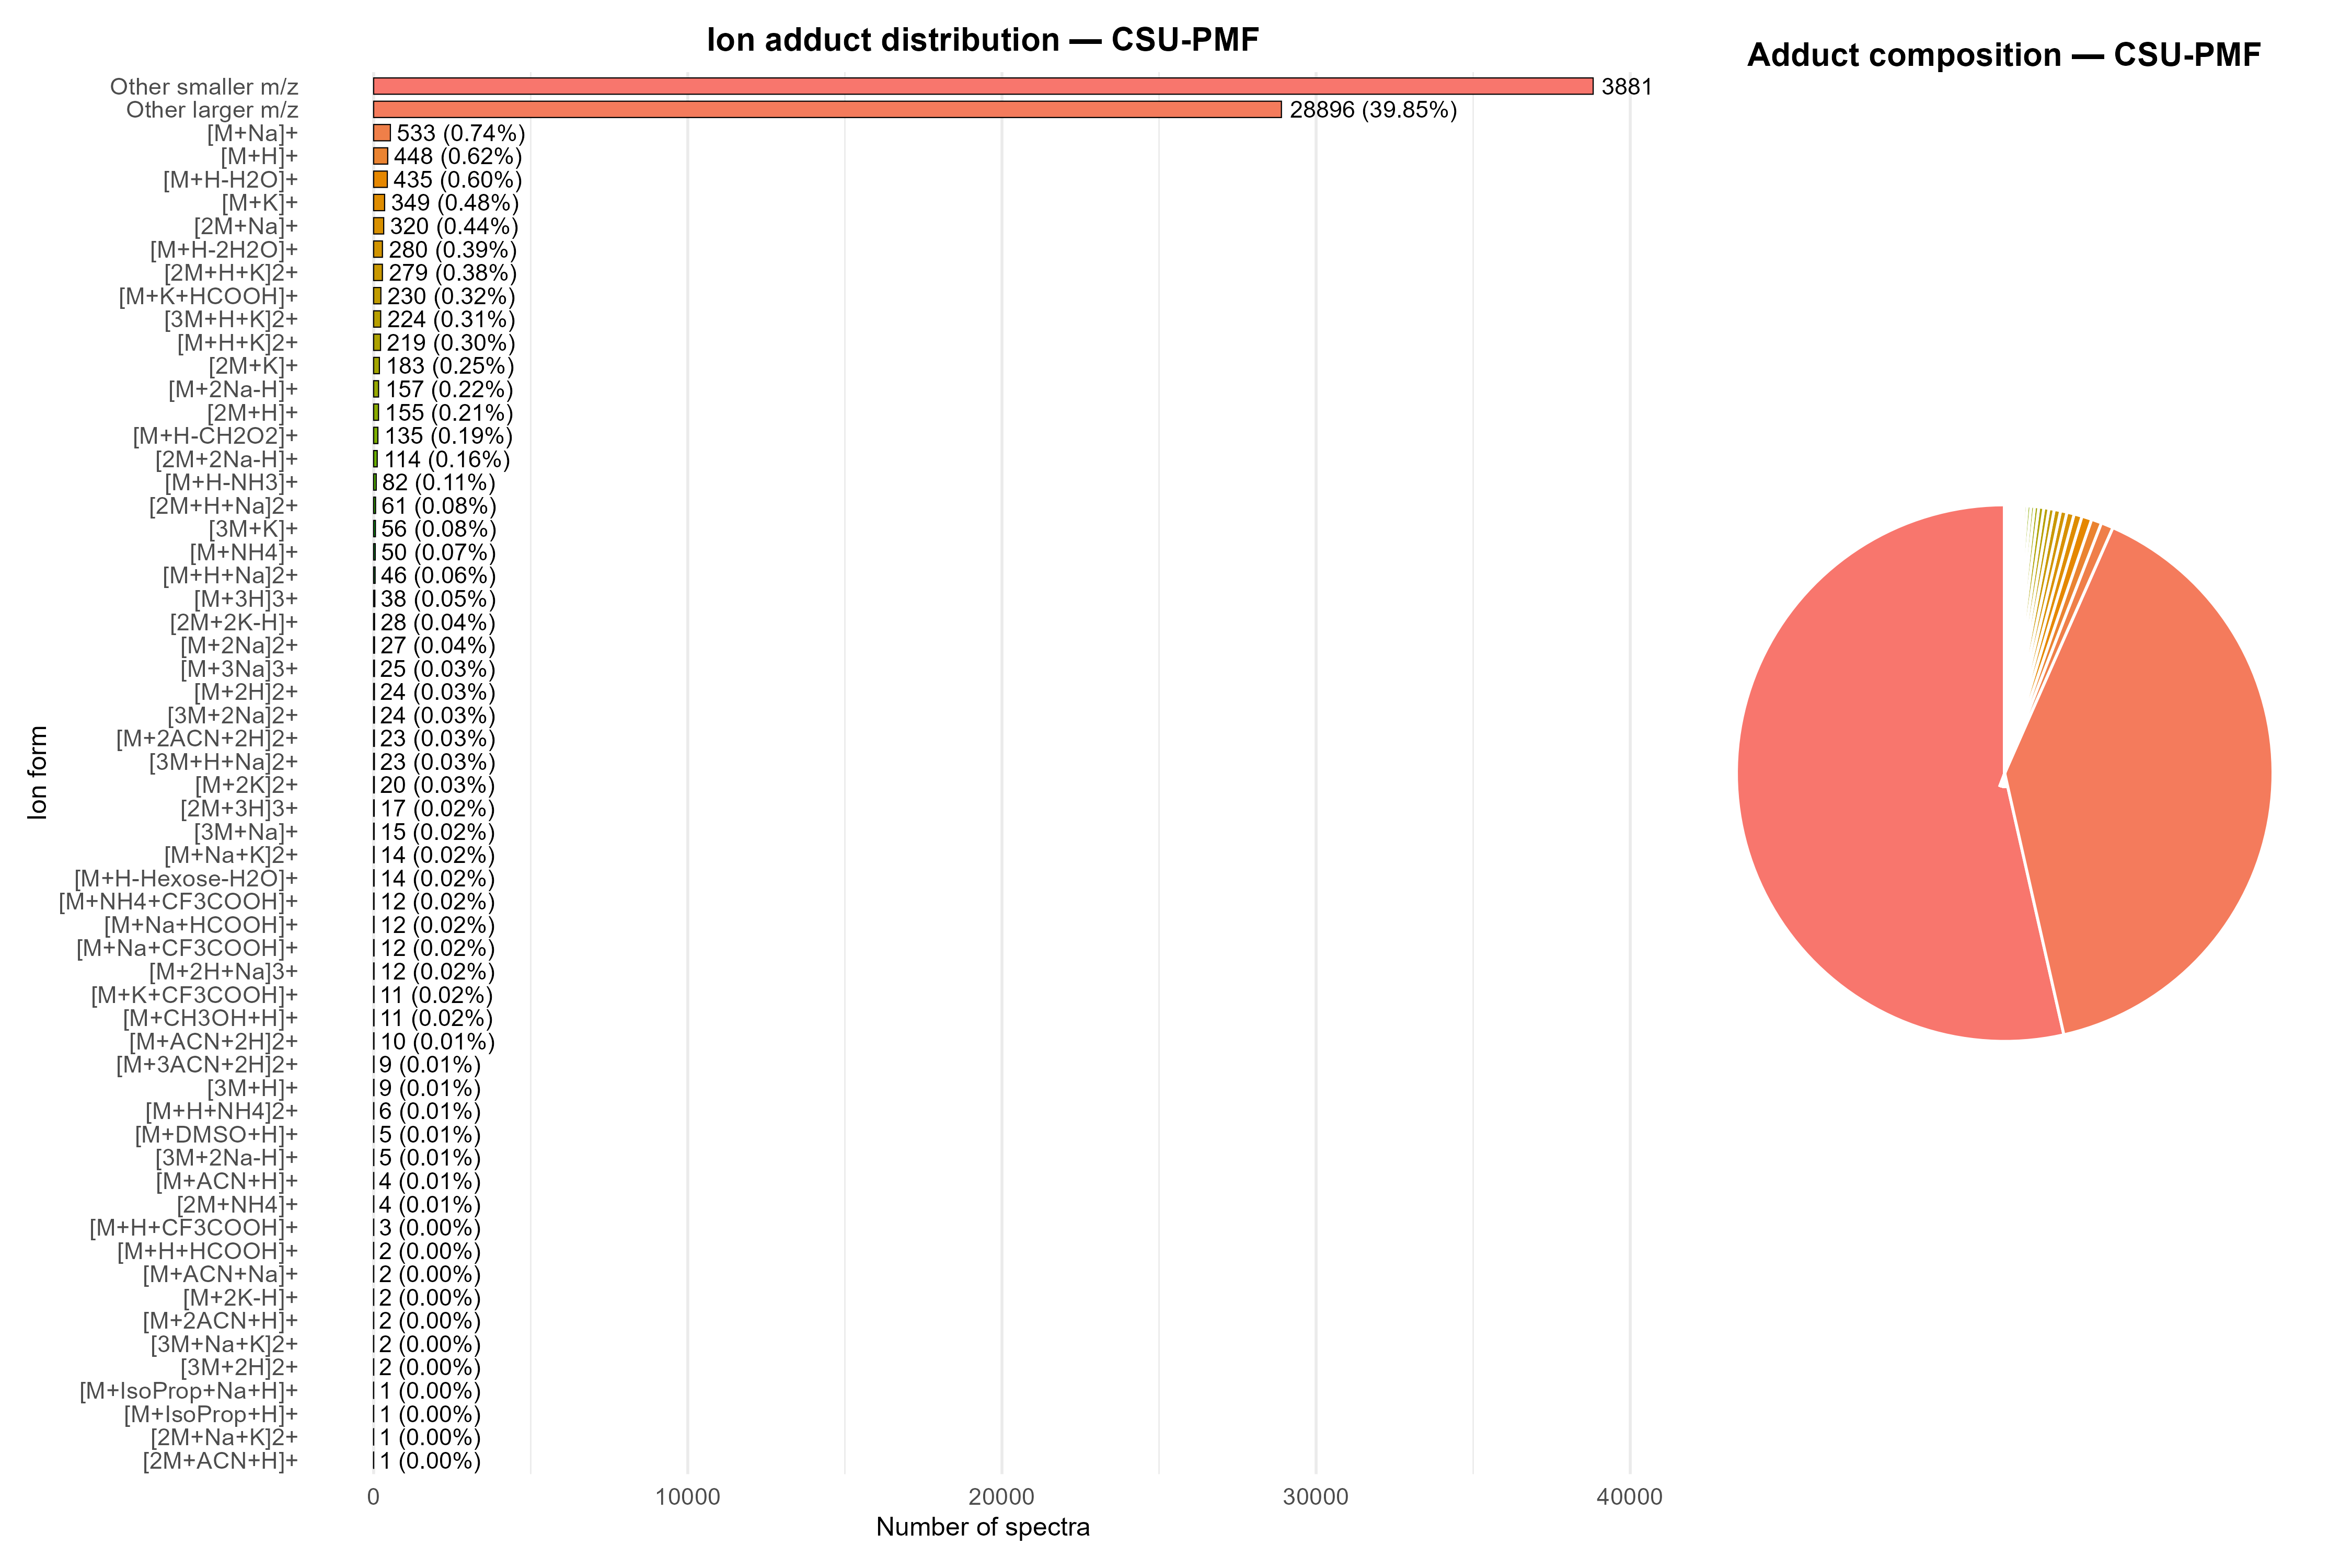 Ion adduct distribution — CSU-PMF
Other smaller m/z 3881
Other larger m/z 28896 (39.85%)
[M+Na]+ 533 (0.74%)
[M+H]+ 448 (0.62%)
[M+H-H2O]+ 435 (0.60%)
[M+K]+ 349 (0.48%)
[2M+Na]+ 320 (0.44%)
[M+H-2H2O]+ 280 (0.39%)
[2M+H+K]2+ 279 (0.38%)
[M+K+HCOOH]+ 230 (0.32%)
[3M+H+K]2+ 224 (0.31%)
[M+H+K]2+ 219 (0.30%)
[2M+K]+ 183 (0.25%)
[M+2Na-H]+ 157 (0.22%)
[2M+H]+ 155 (0.21%)
[M+H-CH2O2]+ 135 (0.19%)
[2M+2Na-H]+ 114 (0.16%)
[M+H-NH3]+ 82 (0.11%)
[2M+H+Na]2+ 61 (0.08%)
[3M+K]+ 56 (0.08%)
[M+NH4]+ 50 (0.07%)
[M+H+Na]2+ 46 (0.06%)
[M+3H]3+ 38 (0.05%)
[2M+2K-H]+ 28 (0.04%)
[M+2Na]2+ 27 (0.04%)
[M+3Na]3+ 25 (0.03%)
[M+2H]2+ 24 (0.03%)
[3M+2Na]2+ 24 (0.03%)
[M+2ACN+2H]2+ 23 (0.03%)
[3M+H+Na]2+ 23 (0.03%)
[M+2K]2+ 20 (0.03%)
[2M+3H]3+ 17 (0.02%)
[3M+Na]+ 15 (0.02%)
[M+Na+K]2+ 14 (0.02%)
[M+H-Hexose-H2O]+ 14 (0.02%)
[M+NH4+CF3COOH]+ 12 (0.02%)
[M+Na+HCOOH]+ 12 (0.02%)
[M+Na+CF3COOH]+ 12 (0.02%)
[M+2H+Na]3+ 12 (0.02%)
[M+K+CF3COOH]+ 11 (0.02%)
[M+CH3OH+H]+ 11 (0.02%)
[M+ACN+2H]2+ 10 (0.01%)
[M+3ACN+2H]2+ 9 (0.01%)
[3M+H]+ 9 (0.01%)
[M+H+NH4]2+ 6 (0.01%)
[M+DMSO+H]+ 5 (0.01%)
[3M+2Na-H]+ 5 (0.01%)
[M+ACN+H]+ 4 (0.01%)
[2M+NH4]+ 4 (0.01%)
[M+H+CF3COOH]+ 3 (0.00%)
[M+H+HCOOH]+ 2 (0.00%)
[M+ACN+Na]+ 2 (0.00%)
[M+2K-H]+ 2 (0.00%)
[M+2ACN+H]+ 2 (0.00%)
[3M+Na+K]2+ 2 (0.00%)
[3M+2H]2+ 2 (0.00%)
[M+IsoProp+Na+H]+ 1 (0.00%)
[M+IsoProp+H]+ 1 (0.00%)
[2M+Na+K]2+ 1 (0.00%)
[2M+ACN+H]+ 1 (0.00%)
Ion form
0 10000 20000 30000 40000
Number of spectra
Adduct composition — CSU-PMF